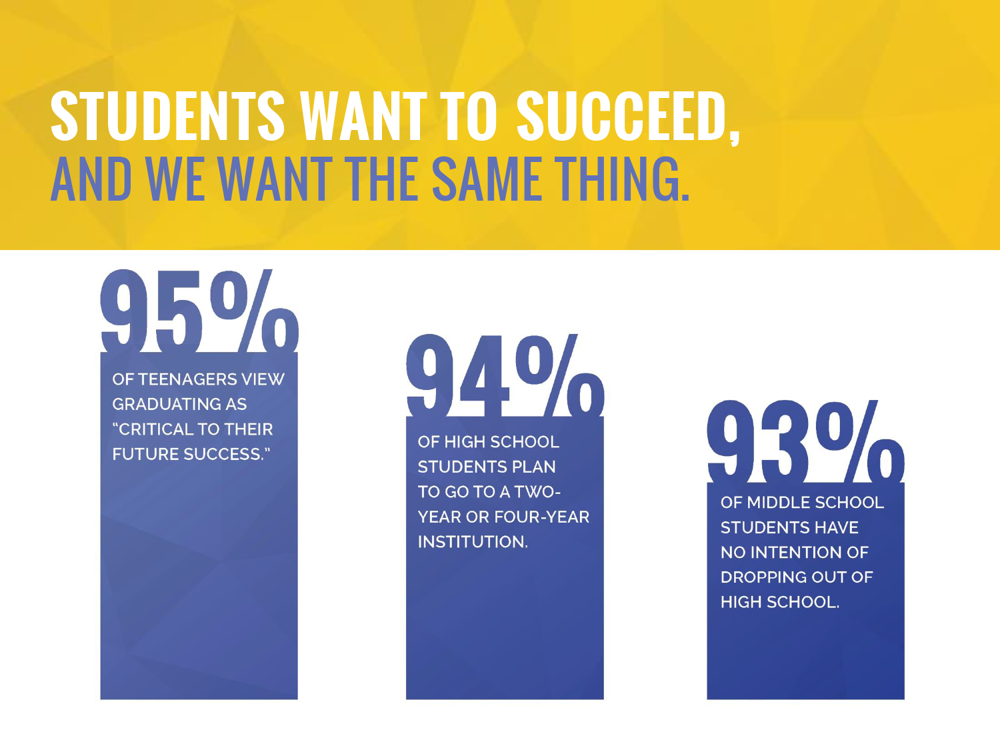 STUDENTS WANT TO SUCCEED,
AND WE WANT THE SAME THING.
95%
OF TEENAGERS VIEW
GRADUATING AS
“CRITICAL TO THEIR
FUTURE SUCCESS.”
94%
OF HIGH SCHOOL
STUDENTS PLAN
TO GO TO A TWO-
YEAR OR FOUR-YEAR
INSTITUTION.
93%
OF MIDDLE SCHOOL
STUDENTS HAVE
NO INTENTION OF
DROPPING OUT OF
HIGH SCHOOL.